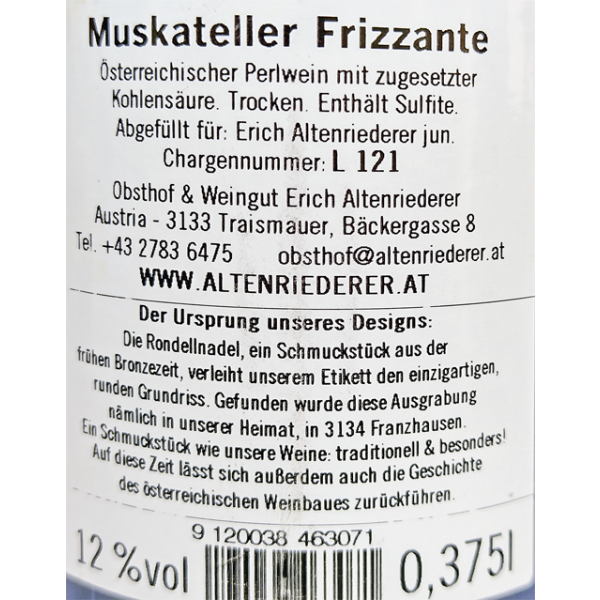 Muskateller Frizzante
Österreichischer Perlwein mit zugesetzter
Kohlensäure. Trocken. Enthält Sulfite.
Abgefüllt für: Erich Altenriederer jun.
Chargennummer: L 121
Obsthof & Weingut Erich Altenriederer
Austria - 3133 Traismauer, Bäckergasse 8
Tel. +43 2783 6475 obsthof@altenriederer.at
WWW.ALTENRIEDERER.AT
Der Ursprung unseres Designs:
Die Rondellnadel, ein Schmuckstück aus der
frühen Bronzezeit, verleiht unserem Etikett den einzigartigen,
runden Grundriss. Gefunden wurde diese Ausgrabung
nämlich in unserer Heimat, in 3134 Franzhausen.
Ein Schmuckstück wie unsere Weine: traditionell & besonders!
Auf diese Zeit lässt sich außerdem auch die Geschichte
des österreichischen Weinbaues zurückführen.
9 120038 463071
12 %vol 0,375l